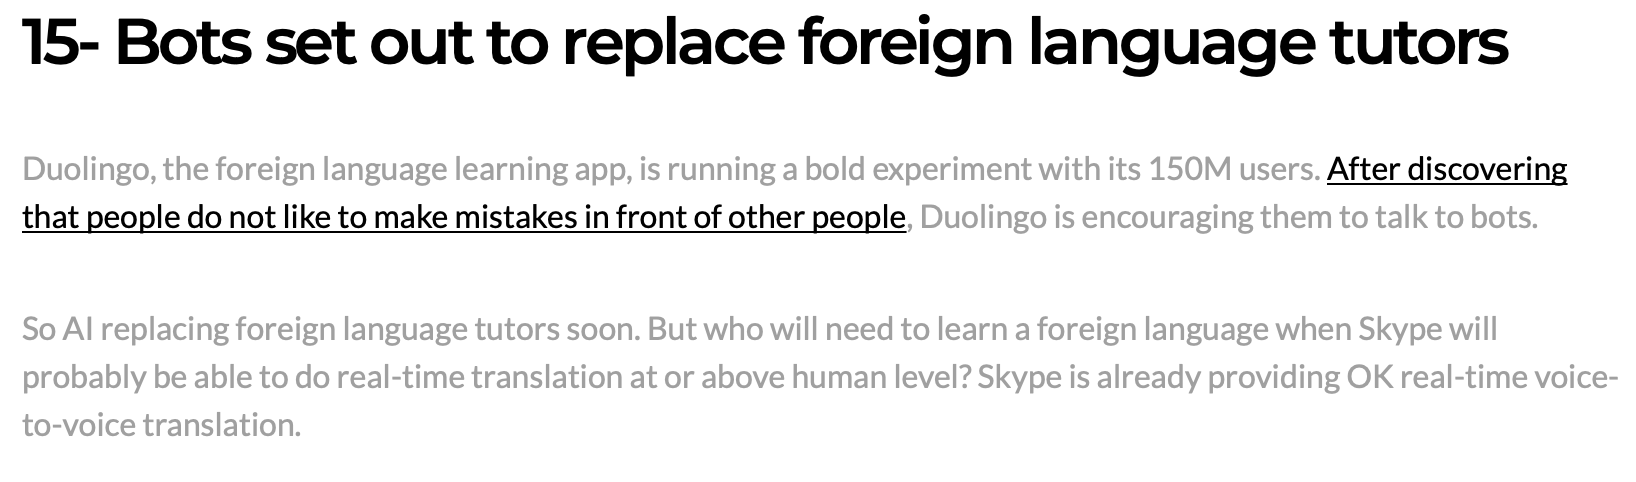 15- Bots set out to replace foreign language tutors
Duolingo, the foreign language learning app, is running a bold experiment with its 150M users. After discovering
that people do not like to make mistakes in front of other people, Duolingo is encouraging them to talk to bots.
So AI replacing foreign language tutors soon. But who will need to learn a foreign language when Skype will
probably be able to do real-time translation at or above human level? Skype is already providing OK real-time voice-
to-voice translation.